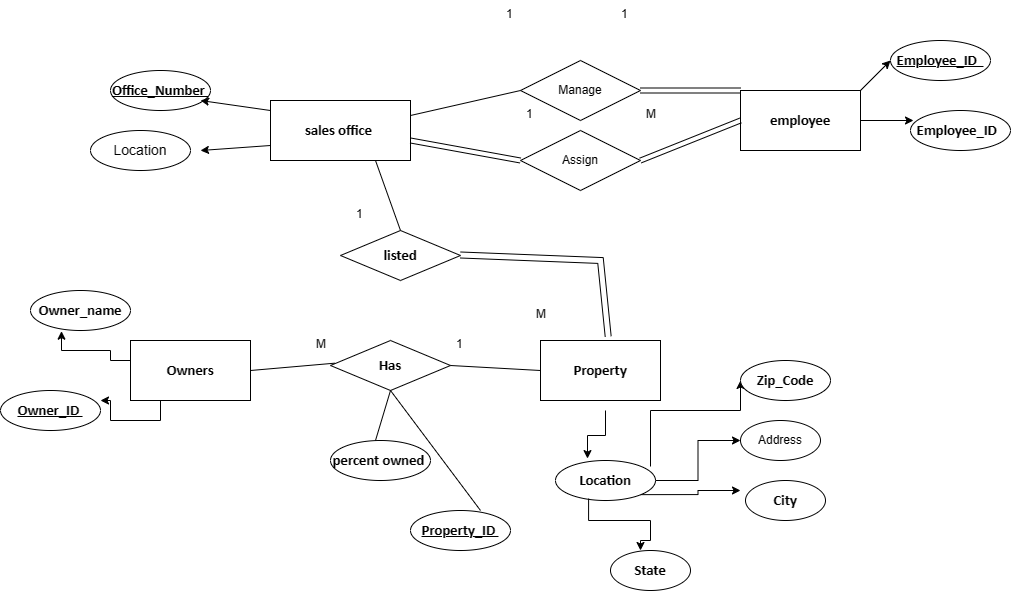 1 1
Employee_ID
Office_Number
Manage
1 M
sales office
employee
Employee_ID
Location
Assign
1
listed
Owner_name
M
M
1
Has
Owners
Property
Zip_Code
Owner_ID
Address
percent owned
Location
City
Property_ID
State